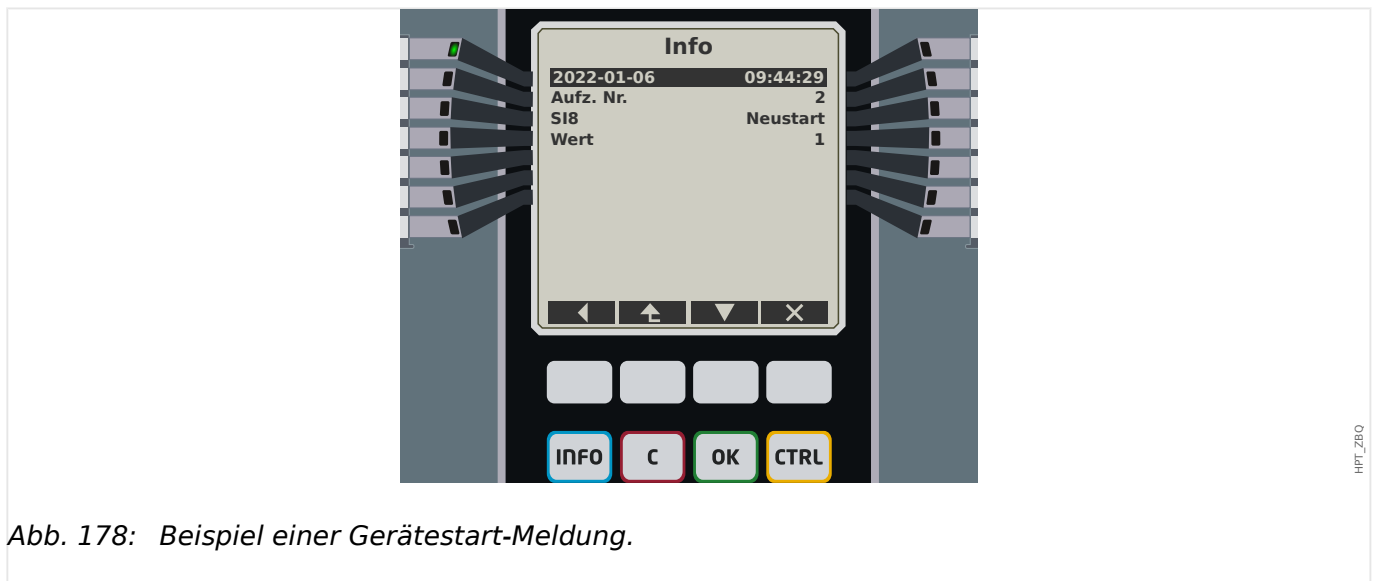 Info
2022-01-06 09:44:29
Aufz. Nr. 2
SI8 Neustart
Wert 1
INFO C OK CTRL
HPT_ZBQ
Abb. 178: Beispiel einer Gerätestart-Meldung.